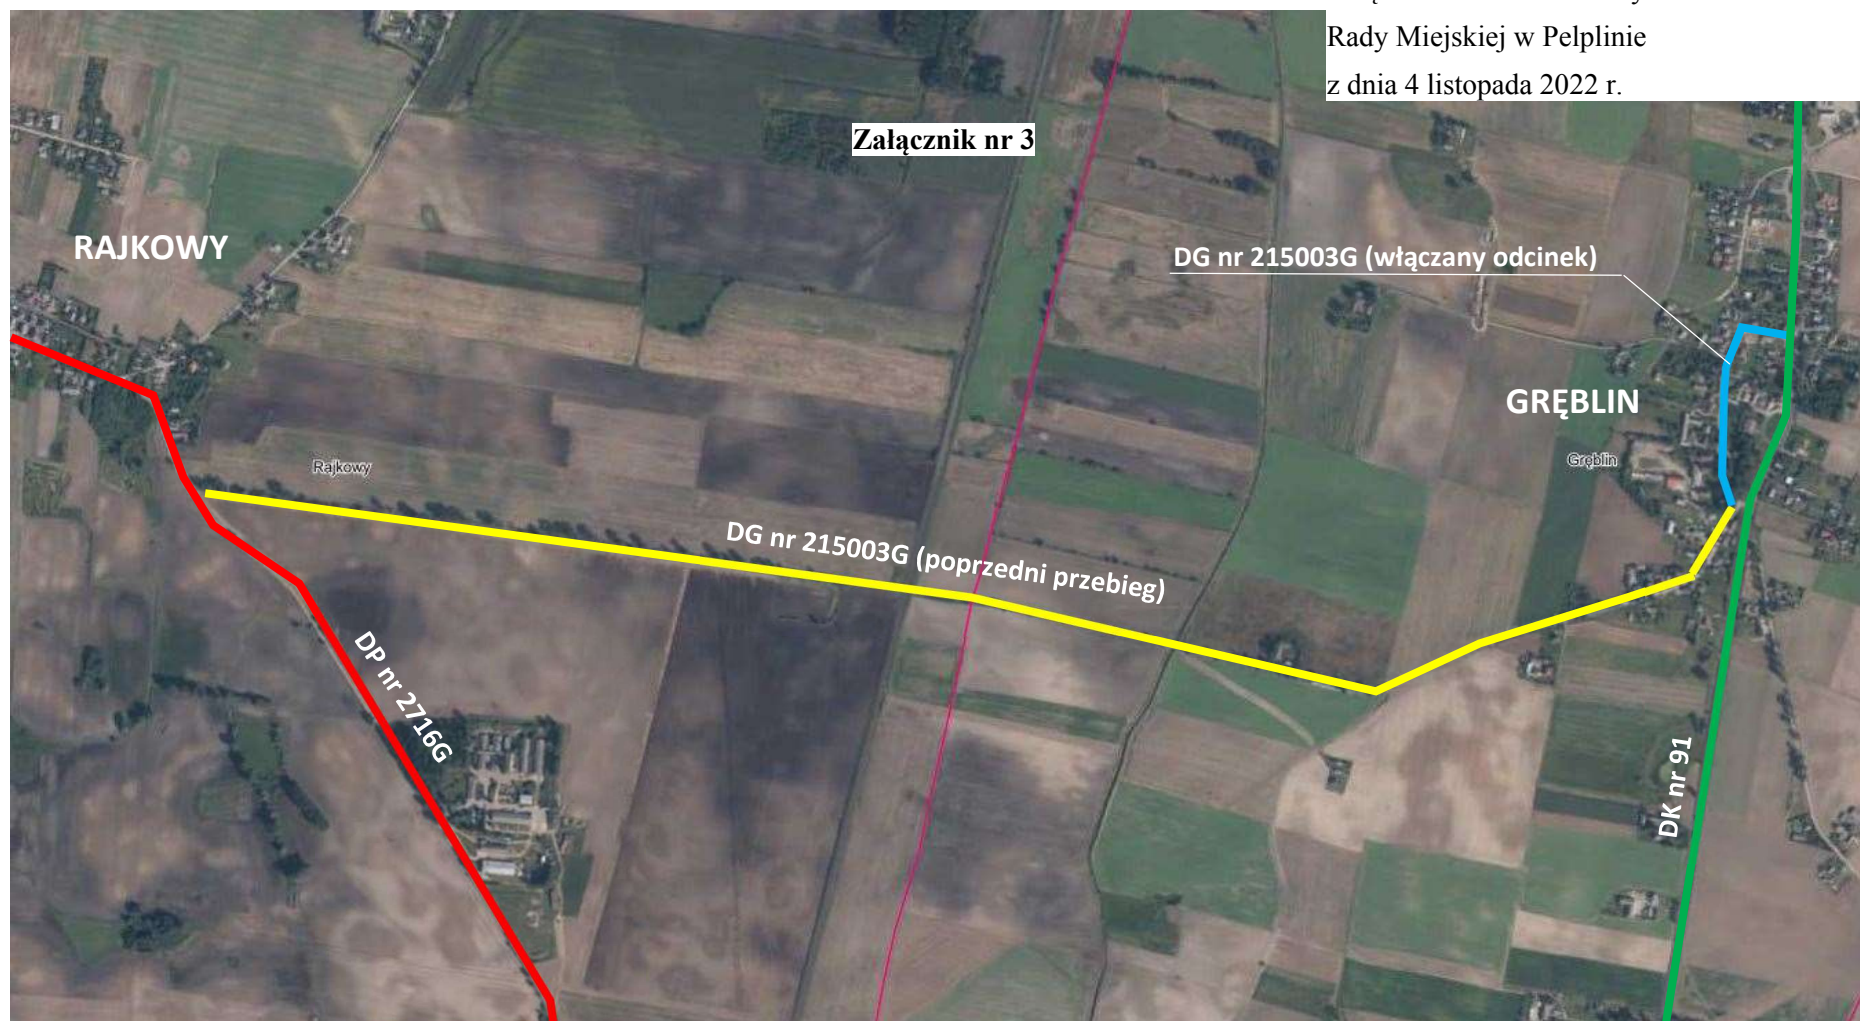 Rady Miejskiej w Pelplinie
z dnia 4 listopada 2022 r.
Załącznik nr 3
RAJKOWY
DG nr 215003G (włączany odcinek)
GRĘBLIN
Gręblin
Rajkowy
DG nr 215003G (poprzedni przebieg)
DP nr 2716G
DK nr 91